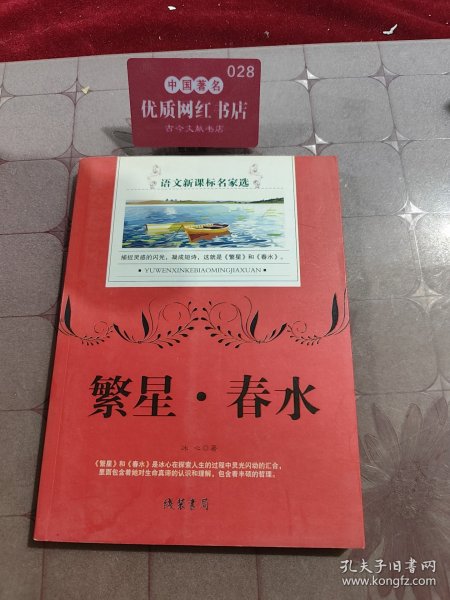 028
中国著名
优质网红书店
古今文献书店
语文新课标名家选
捕捉灵感的闪光，凝成短诗，这就是《繁星》和《春水》。
·YUWENXINKEBIAOMINGJIAXUAN·
繁星·春水
冰 心◎著
《繁星》和《春水》是冰心在探索人生的过程中灵光闪动的汇合，
里面包含着她对生命真谛的认识和理解，包含着丰硕的哲理。
线装书局
孔夫子旧书网
www.kongfz.com